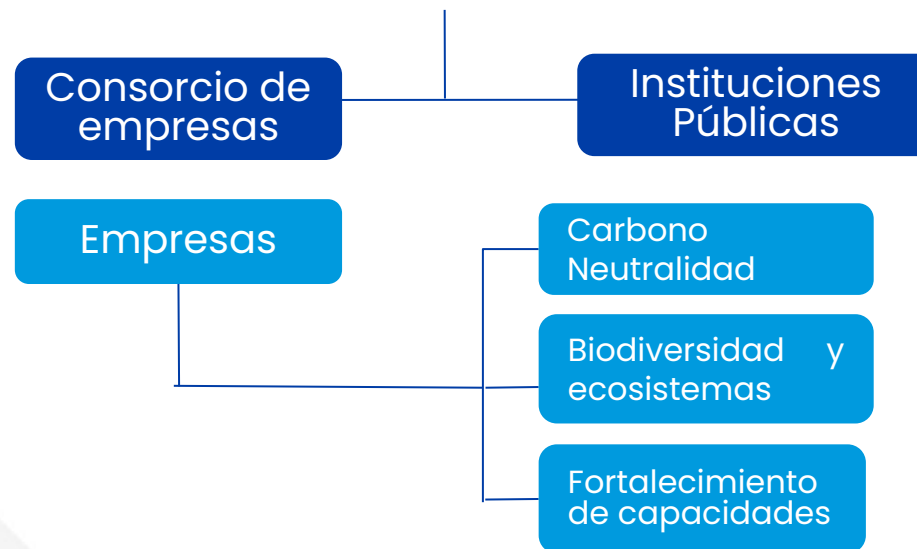 Consorcio de
empresas
Instituciones
Públicas
Empresas
Carbono
Neutralidad
Biodiversidad y
ecosistemas
Fortalecimiento
de capacidades